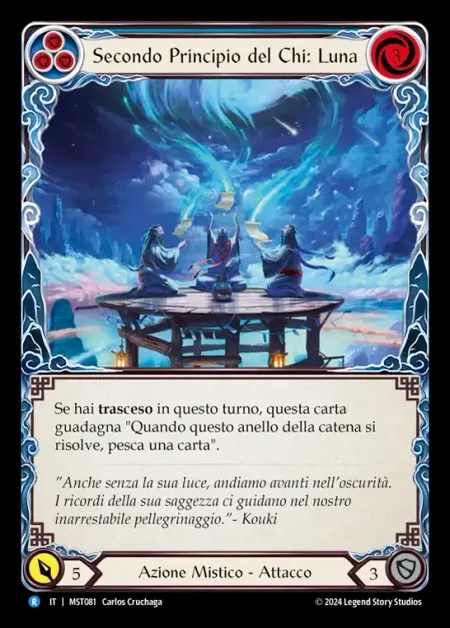 Secondo Principio del Chi: Luna
3
Se hai trasceso in questo turno, questa carta
guadagna "Quando questo anello della catena si
risolve, pesca una carta".
"Anche senza la sua luce, andiamo avanti nell'oscurità.
I ricordi della sua saggezza ci guidano nel nostro
inarrestabile pellegrinaggio."- Kouki
5
Azione Mistico - Attacco
3
R IT | MST081 Carlos Cruchaga
© 2024 Legend Story Studios